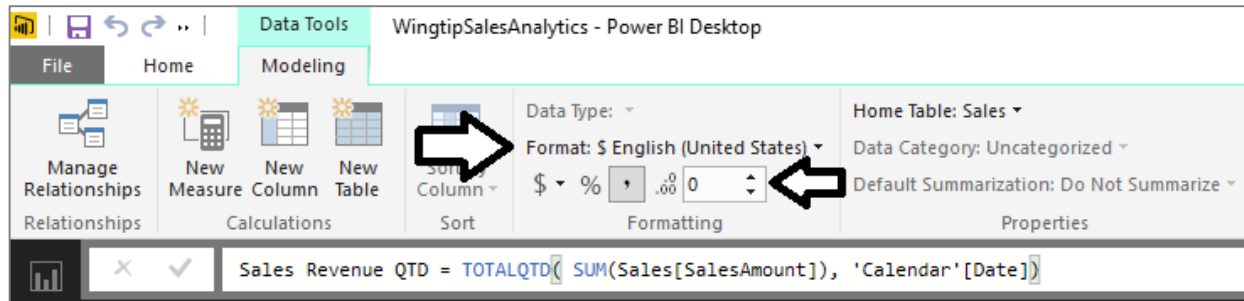 Data Tools
WingtipSalesAnalytics - Power BI Desktop
File Home Modeling
Data Type:
Home Table: Sales
Format: $ English (United States)
Data Category: Uncategorized
Manage Relationships
New Measure
New Column
New Table
Column
$ % , .00 0
Default Summarization: Do Not Summarize
Relationships
Calculations
Sort
Formatting
Properties
Sales Revenue QTD = TOTALQTD( SUM(Sales[SalesAmount]), 'Calendar'[Date])